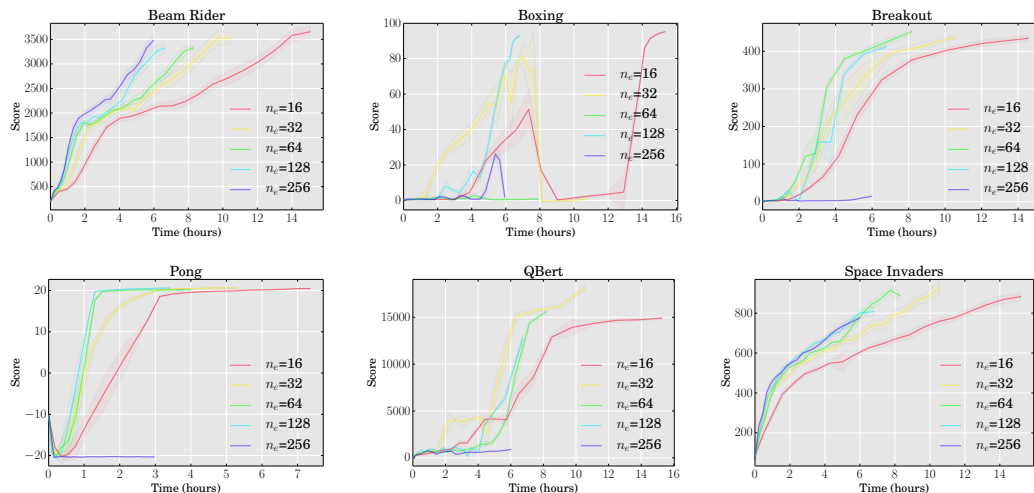 Beam Rider
3500
3000
2500
2000
1500
1000
500
Score
n_e=16
n_e=32
n_e=64
n_e=128
n_e=256
0 2 4 6 8 10 12 14
Time (hours)
Boxing
100
80
60
40
20
0
Score
n_e=16
n_e=32
n_e=64
n_e=128
n_e=256
0 2 4 6 8 10 12 14 16
Time (hours)
Breakout
400
300
200
100
0
Score
n_e=16
n_e=32
n_e=64
n_e=128
n_e=256
0 2 4 6 8 10 12 14
Time (hours)
Pong
20
10
0
−10
−20
Score
n_e=16
n_e=32
n_e=64
n_e=128
n_e=256
0 1 2 3 4 5 6 7
Time (hours)
QBert
15000
10000
5000
0
Score
n_e=16
n_e=32
n_e=64
n_e=128
n_e=256
0 2 4 6 8 10 12 14 16
Time (hours)
Space Invaders
800
600
400
200
Score
n_e=16
n_e=32
n_e=64
n_e=128
n_e=256
0 2 4 6 8 10 12 14
Time (hours)